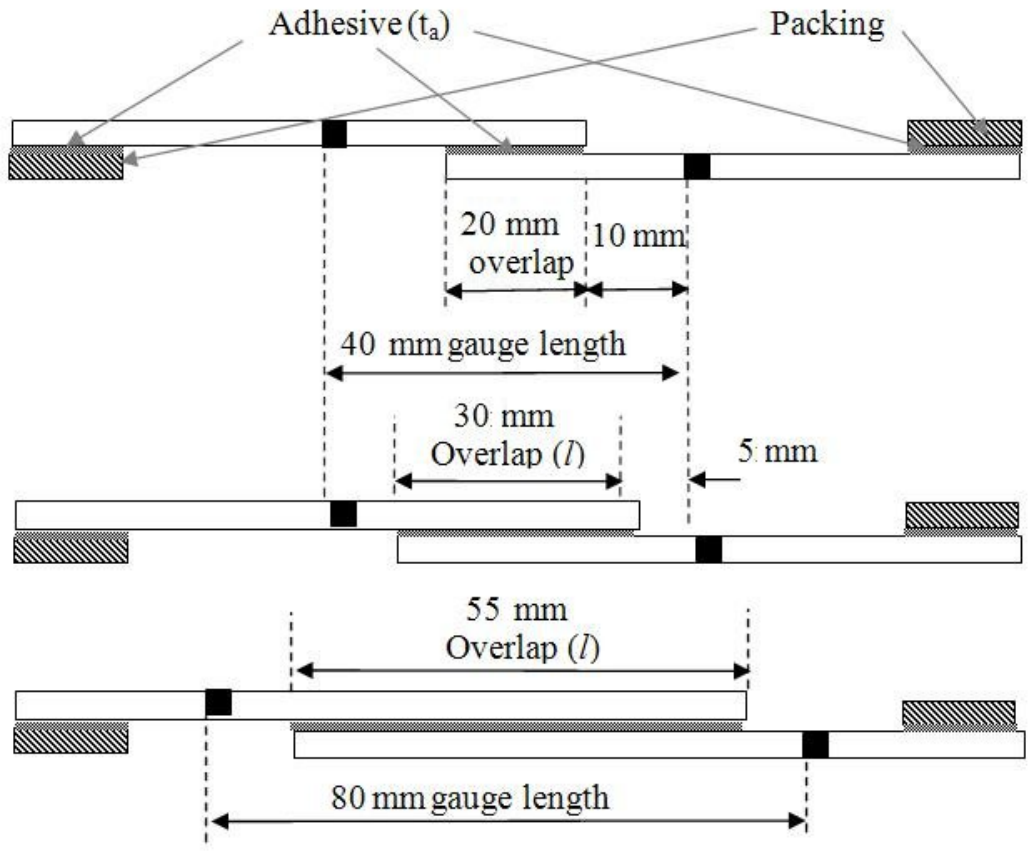 Adhesive (tₐ)
Packing
20 mm
overlap
10 mm
40 mm gauge length
30: mm
Overlap (l)
5: mm
55 mm
Overlap (l)
80 mm gauge length